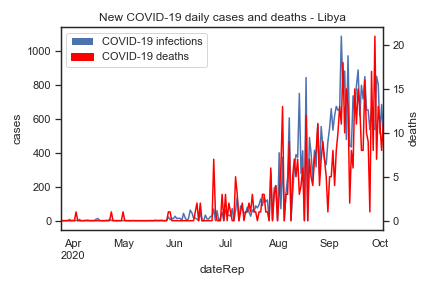 New COVID-19 daily cases and deaths - Libya
COVID-19 infections
COVID-19 deaths
1000
800
600
400
200
0
cases
20
15
10
5
0
deaths
Apr May Jun Jul Aug Sep Oct
2020
dateRep